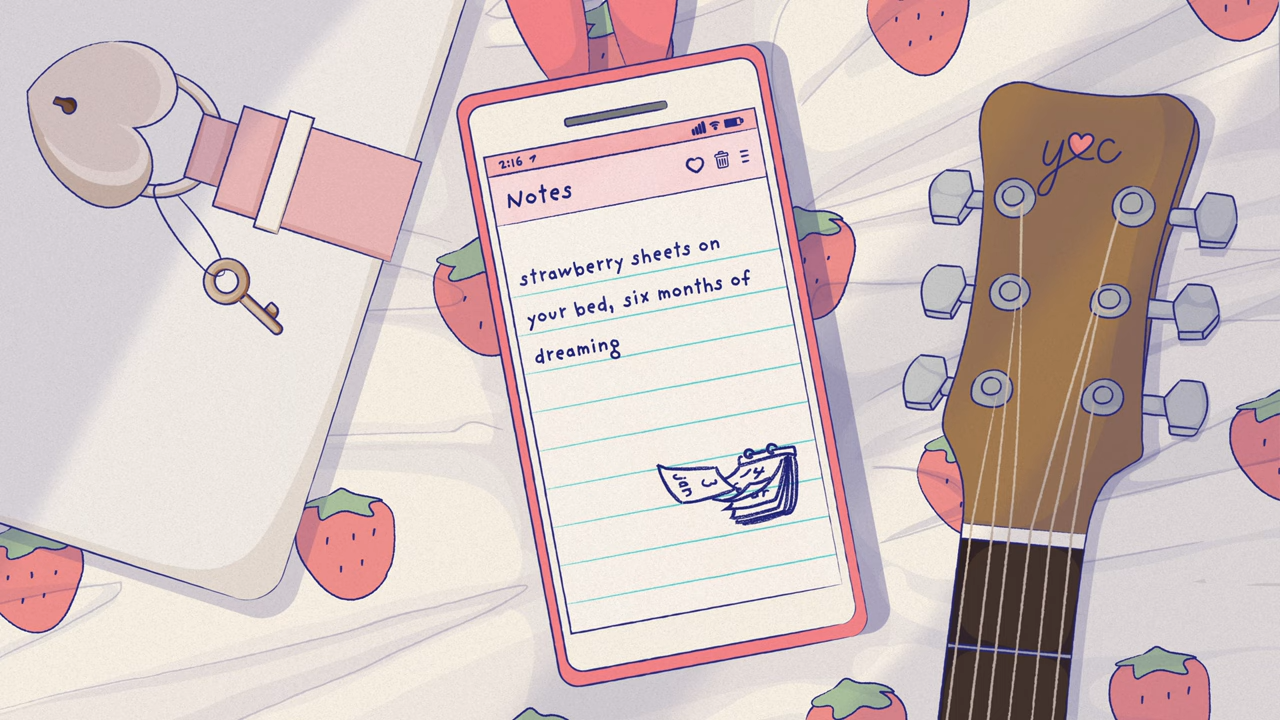 2:16
Notes
strawberry sheets on
your bed, six months of
dreaming
Jan 3
14
y&c